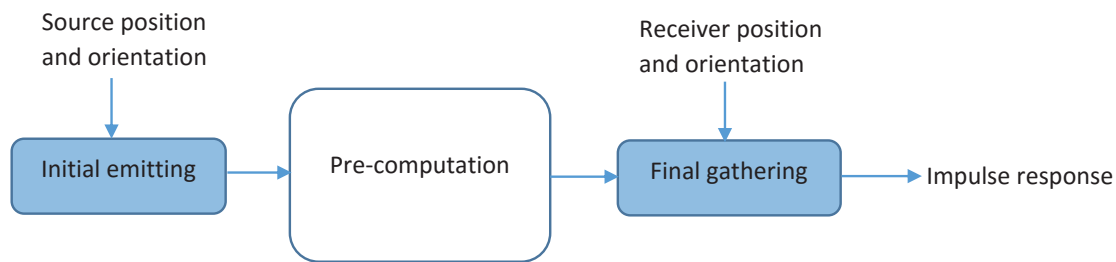 Source position
and orientation
Receiver position
and orientation
Initial emitting
Pre-computation
Final gathering
Impulse response